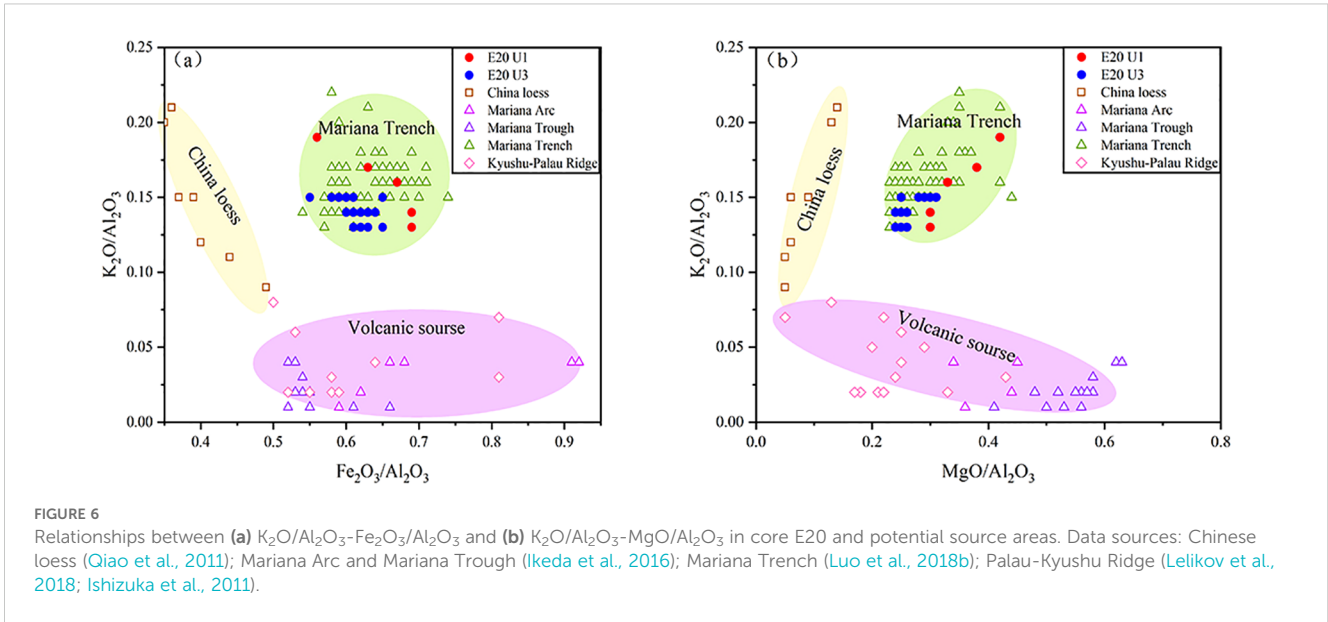 (a)
E20 U1
E20 U3
China loess
Mariana Arc
Mariana Trough
Mariana Trench
Kyushu-Palau Ridge
Mariana Trench
China loess
Volcanic sourse
0.25
0.20
0.15
0.10
0.05
0.00
K₂O/Al₂O₃
0.4 0.5 0.6 0.7 0.8 0.9
Fe₂O₃/Al₂O₃
(b)
E20 U1
E20 U3
China loess
Mariana Arc
Mariana Trough
Mariana Trench
Kyushu-Palau Ridge
Mariana Trench
China loess
Volcanic sourse
0.25
0.20
0.15
0.10
0.05
0.00
K₂O/Al₂O₃
0.0 0.2 0.4 0.6 0.8
MgO/Al₂O₃
FIGURE 6
Relationships between (a) K₂O/Al₂O₃-Fe₂O₃/Al₂O₃ and (b) K₂O/Al₂O₃-MgO/Al₂O₃ in core E20 and potential source areas. Data sources: Chinese
loess (Qiao et al., 2011); Mariana Arc and Mariana Trough (Ikeda et al., 2016); Mariana Trench (Luo et al., 2018b); Palau-Kyushu Ridge (Lelikov et al.,
2018; Ishizuka et al., 2011).